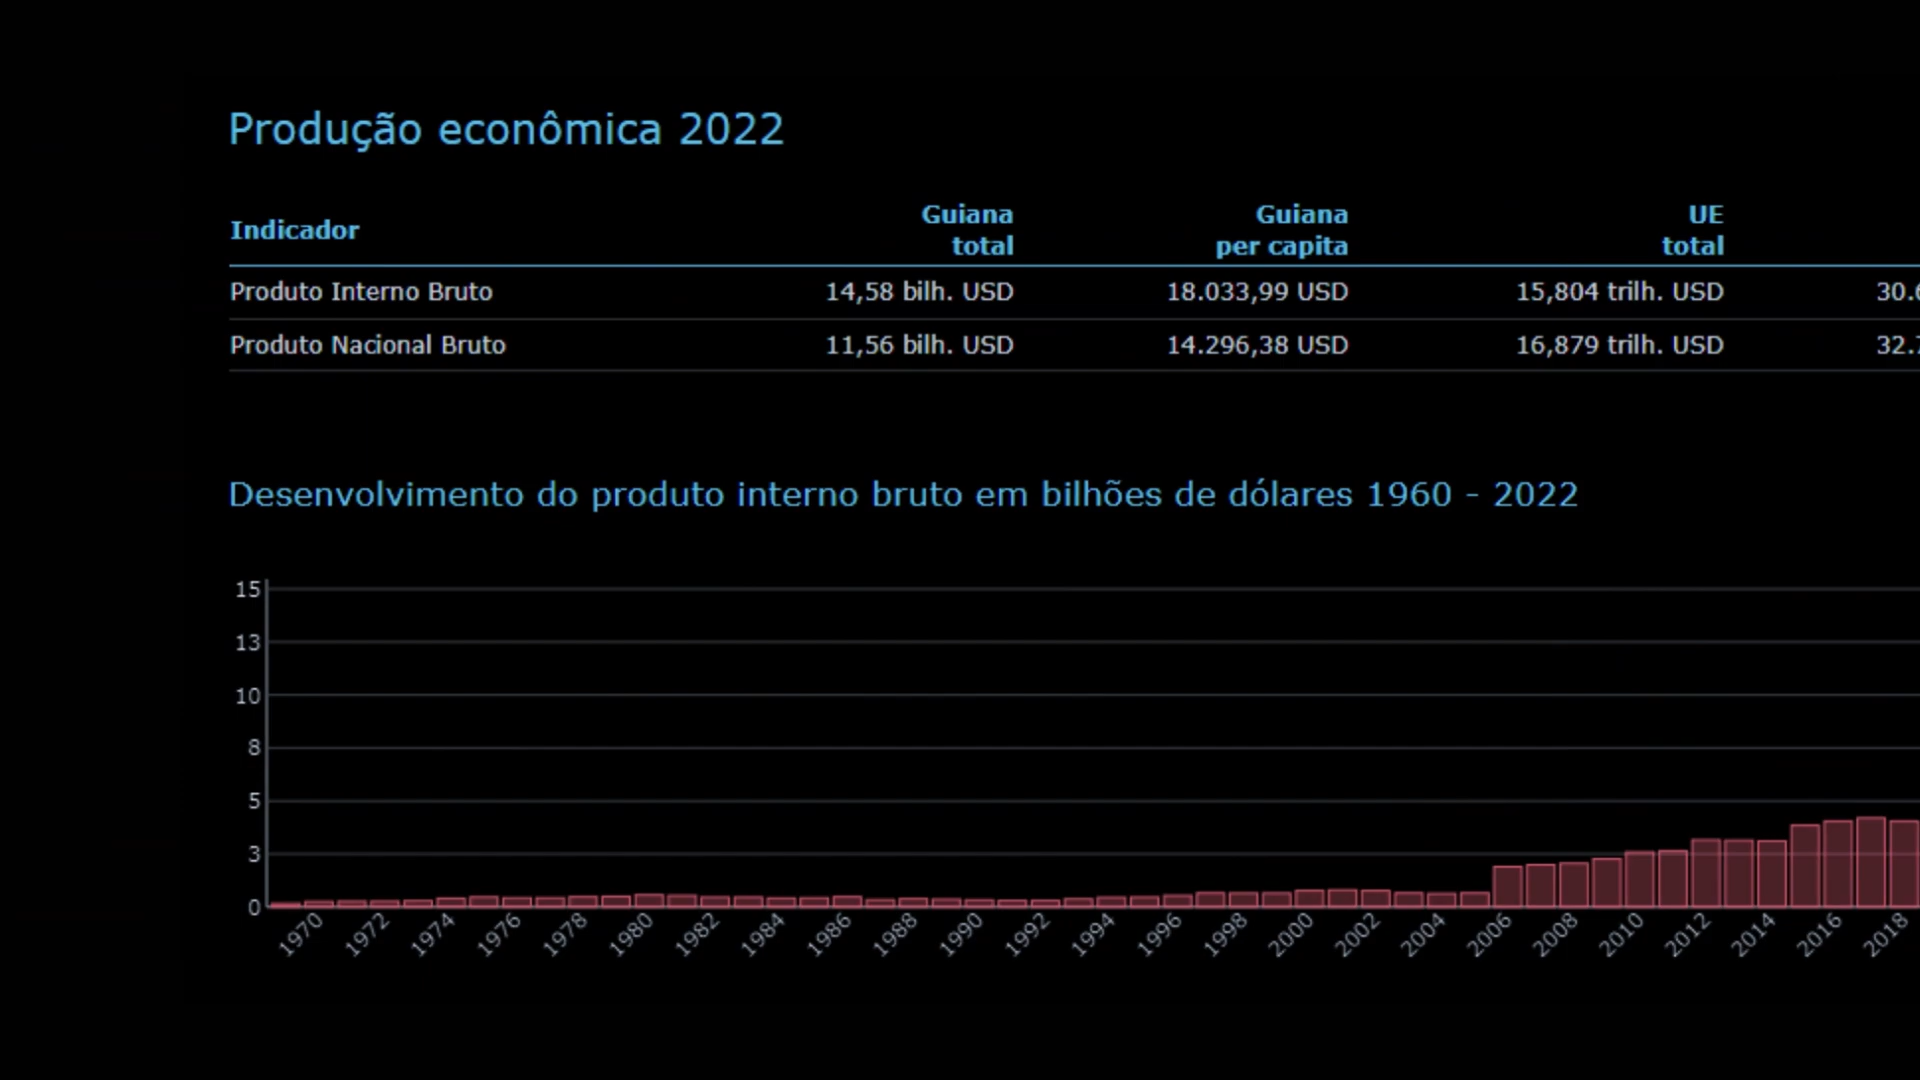 Produção econômica 2022
Indicador Guiana total Guiana per capita UE total
Produto Interno Bruto 14,58 bilh. USD 18.033,99 USD 15,804 trilh. USD
Produto Nacional Bruto 11,56 bilh. USD 14.296,38 USD 16,879 trilh. USD
Desenvolvimento do produto interno bruto em bilhões de dólares 1960 - 2022
15
13
10
8
5
3
0
1970 1972 1974 1976 1978 1980 1982 1984 1986 1988 1990 1992 1994 1996 1998 2000 2002 2004 2006 2008 2010 2012 2014 2016 2018